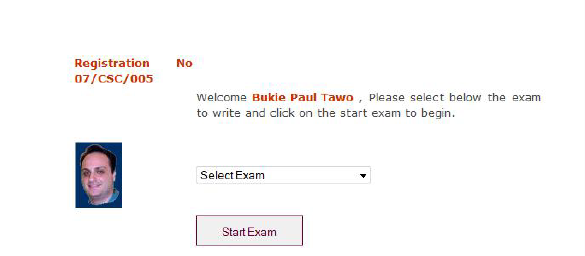 Registration No
07/CSC/005
Welcome Bukie Paul Tawo , Please select below the exam
to write and click on the start exam to begin.
Select Exam
Start Exam